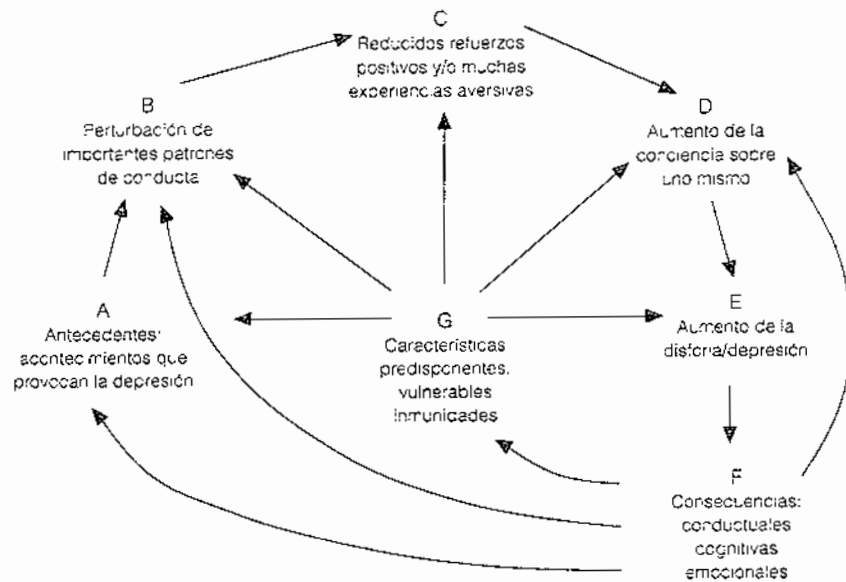 C
Reducidos refuerzos
positivos y/o muchas
experiencias aversivas
B
Perturbación de
importantes patrones
de conducta
D
Aumento de la
conciencia sobre
uno mismo
A
Antecedentes:
acontecimientos que
provocan la depresión
G
Características
predisponentes,
vulnerables
inmunidades
E
Aumento de la
disforia/depresión
F
Consecuencias:
conductuales
cognitivas
emocionales